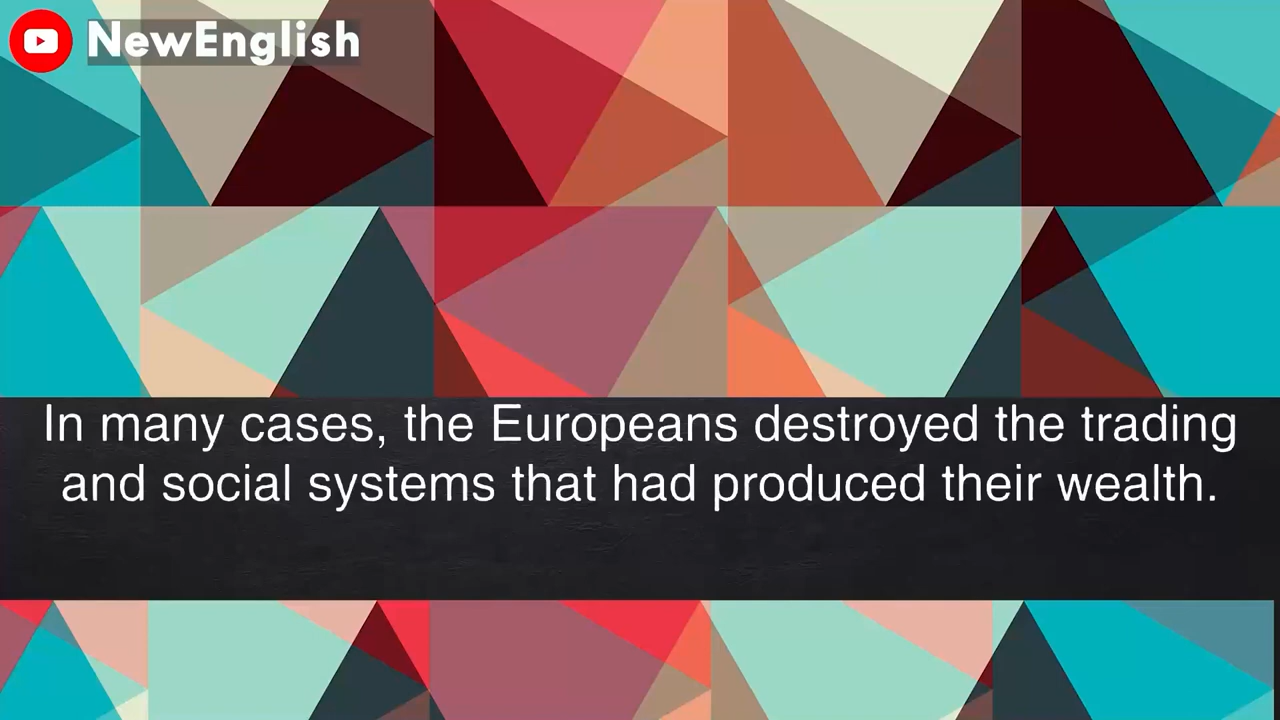 NewEnglish
In many cases, the Europeans destroyed the trading
and social systems that had produced their wealth.